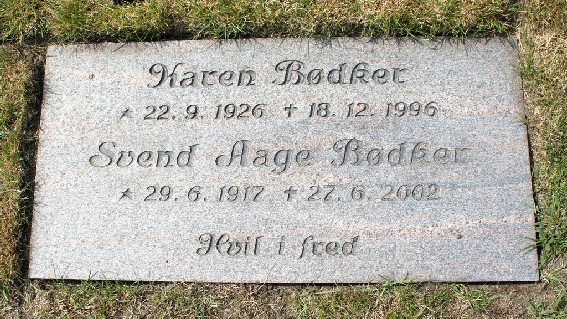 Karen Bødker
* 22. 9. 1926 † 18. 12. 1996
Svend Aage Bødker
* 29. 6. 1917 † 27. 6. 2002
Hvil i fred